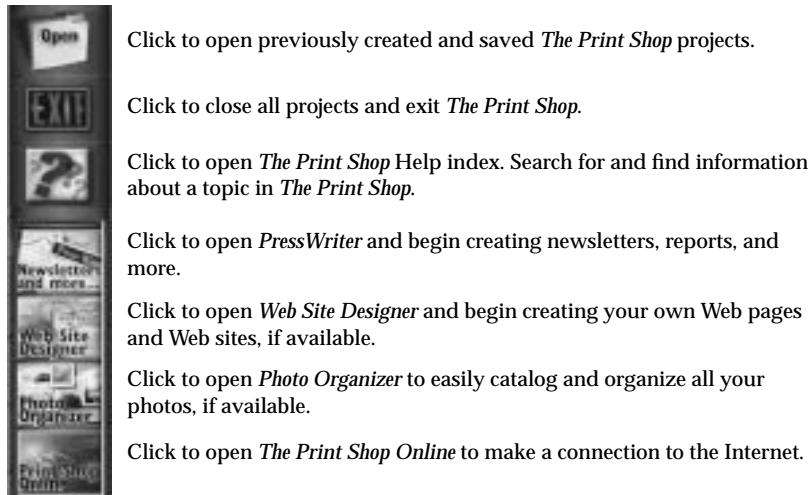 Open
Click to open previously created and saved The Print Shop projects.
EXIT
Click to close all projects and exit The Print Shop.
?
Click to open The Print Shop Help index. Search for and find information
about a topic in The Print Shop.
Newsletters
and more...
Click to open PressWriter and begin creating newsletters, reports, and
more.
Web Site
Designer
Click to open Web Site Designer and begin creating your own Web pages
and Web sites, if available.
Photo
Organizer
Click to open Photo Organizer to easily catalog and organize all your
photos, if available.
Print Shop
Online
Click to open The Print Shop Online to make a connection to the Internet.